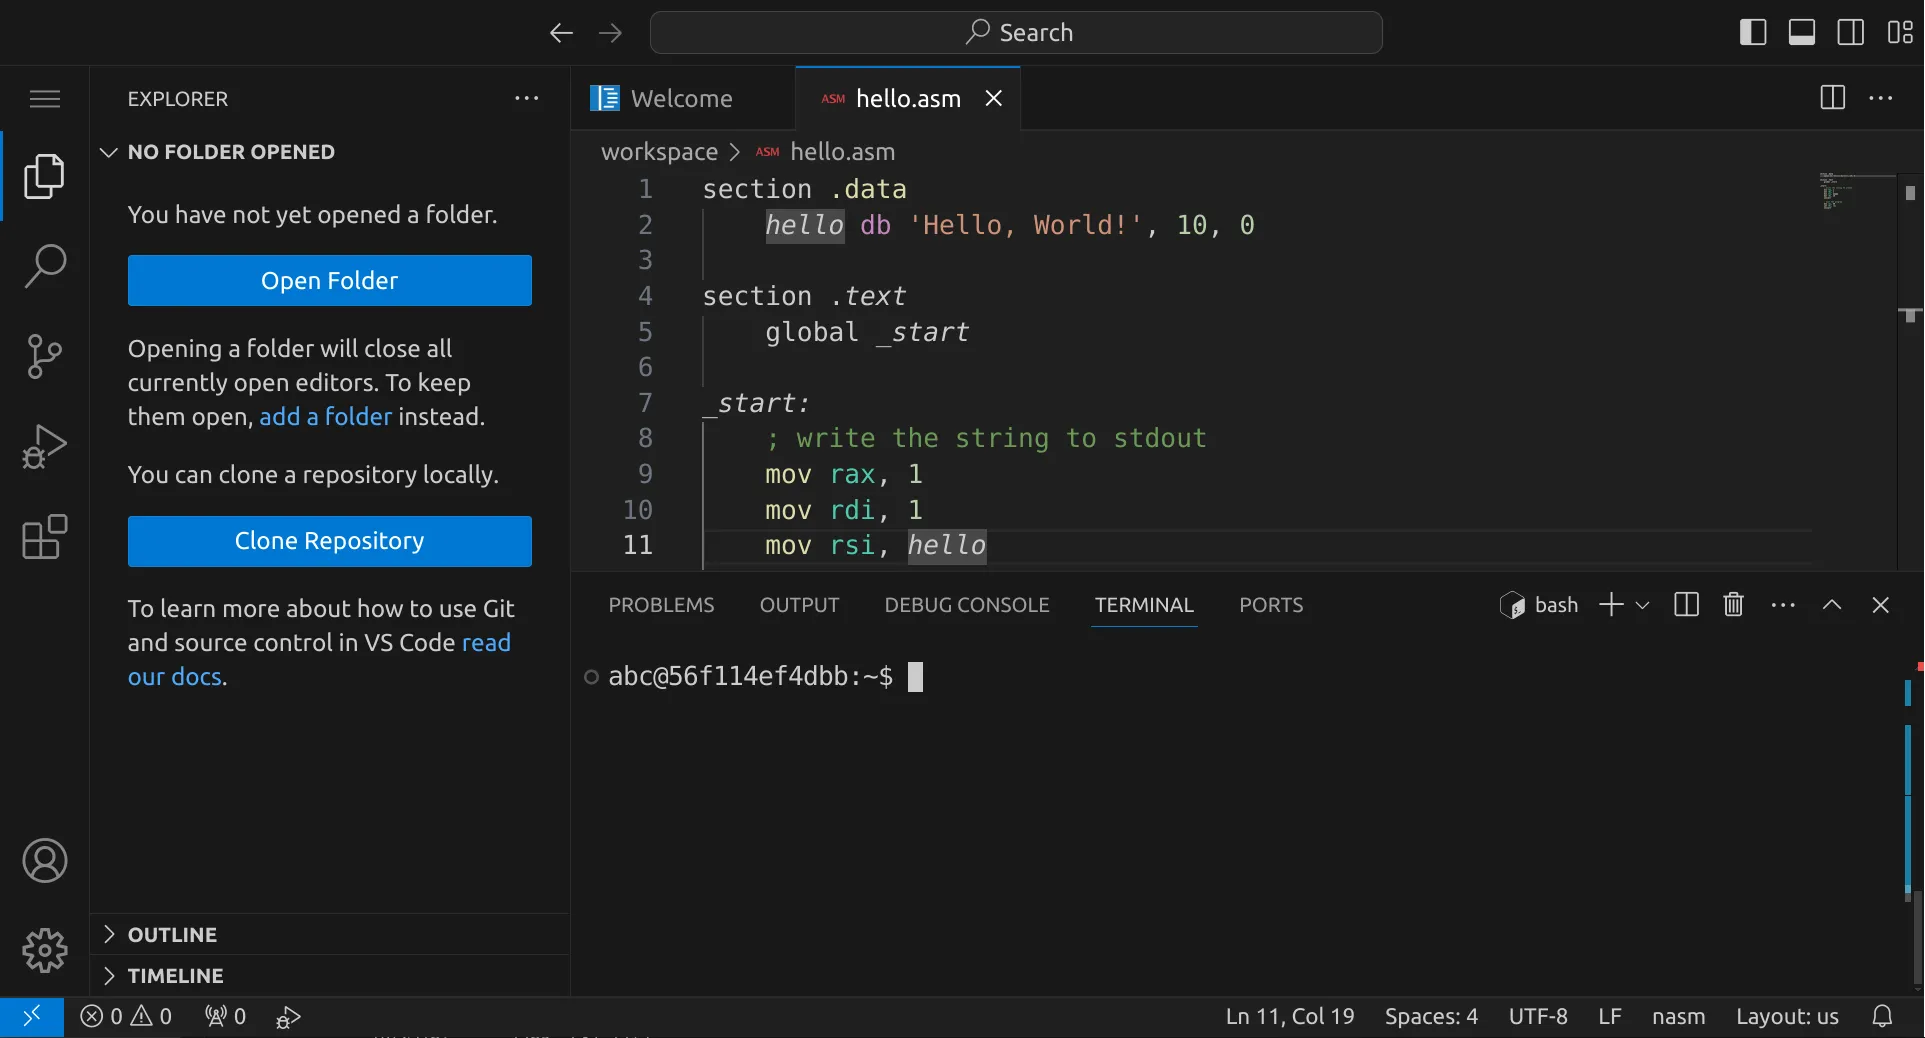 Search
EXPLORER
NO FOLDER OPENED
You have not yet opened a folder.
Open Folder
Opening a folder will close all
currently open editors. To keep
them open, add a folder instead.
You can clone a repository locally.
Clone Repository
To learn more about how to use Git
and source control in VS Code read
our docs.
OUTLINE
TIMELINE
Welcome
ASM hello.asm
workspace > ASM hello.asm
1 section .data
2 hello db 'Hello, World!', 10, 0
3
4 section .text
5 global _start
6
7 _start:
8 ; write the string to stdout
9 mov rax, 1
10 mov rdi, 1
11 mov rsi, hello
PROBLEMS OUTPUT DEBUG CONSOLE TERMINAL PORTS bash
abc@56f114ef4dbb:~$
0 0 0 Ln 11, Col 19 Spaces: 4 UTF-8 LF nasm Layout: us